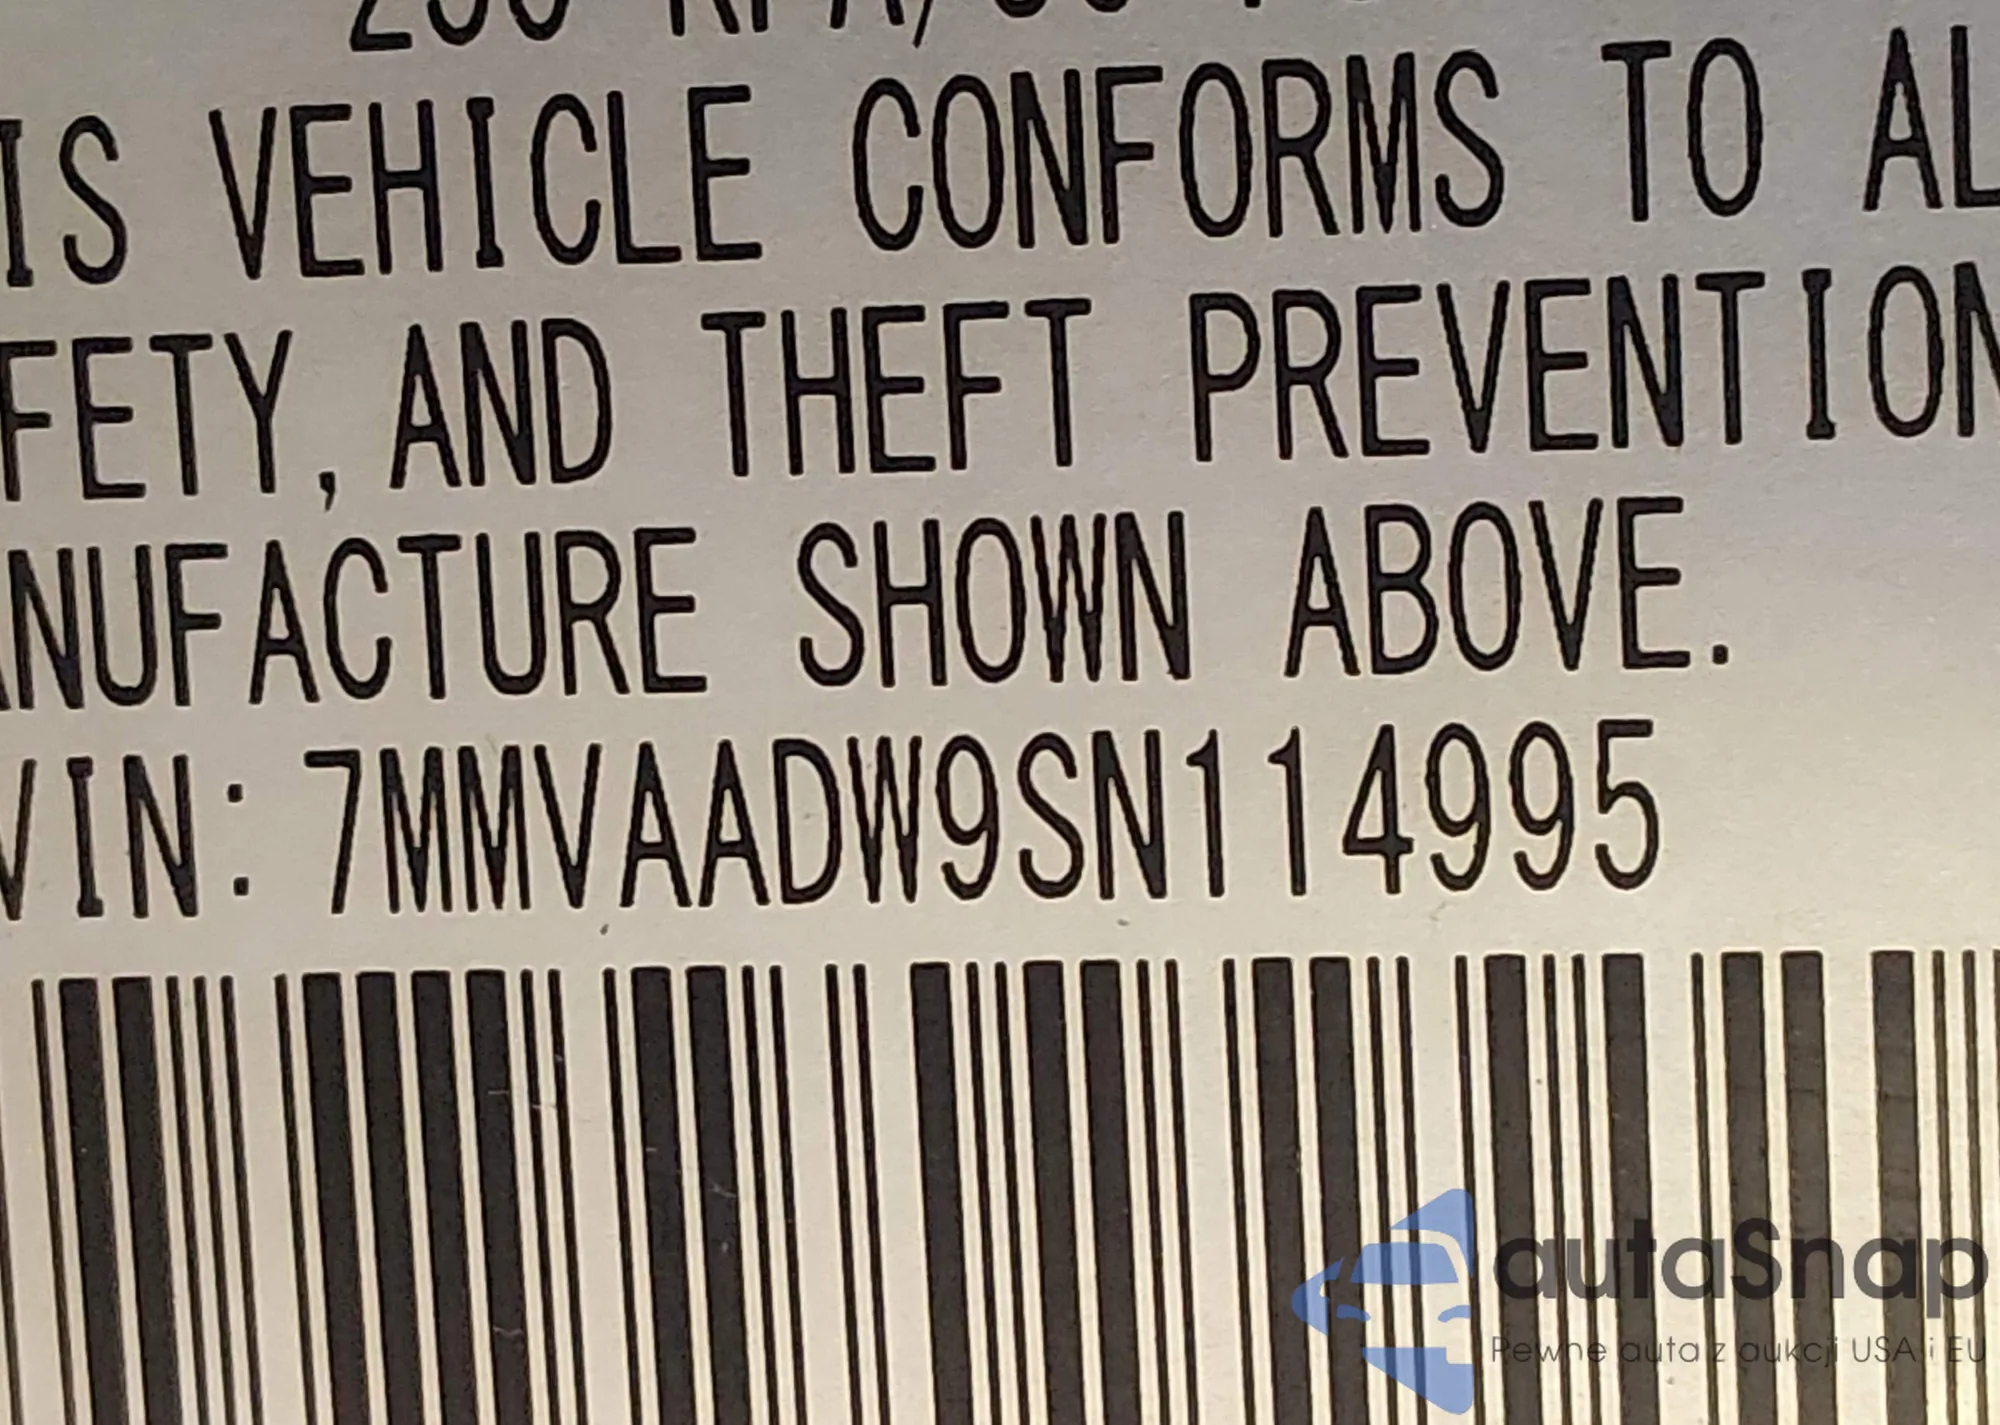 IS VEHICLE CONFORMS TO AL
FETY, AND THEFT PREVENTION
NUFACTURE SHOWN ABOVE.
VIN: 7MMVAADW9SN114995
autaSnap
Pewne auta z aukcji USA i EU